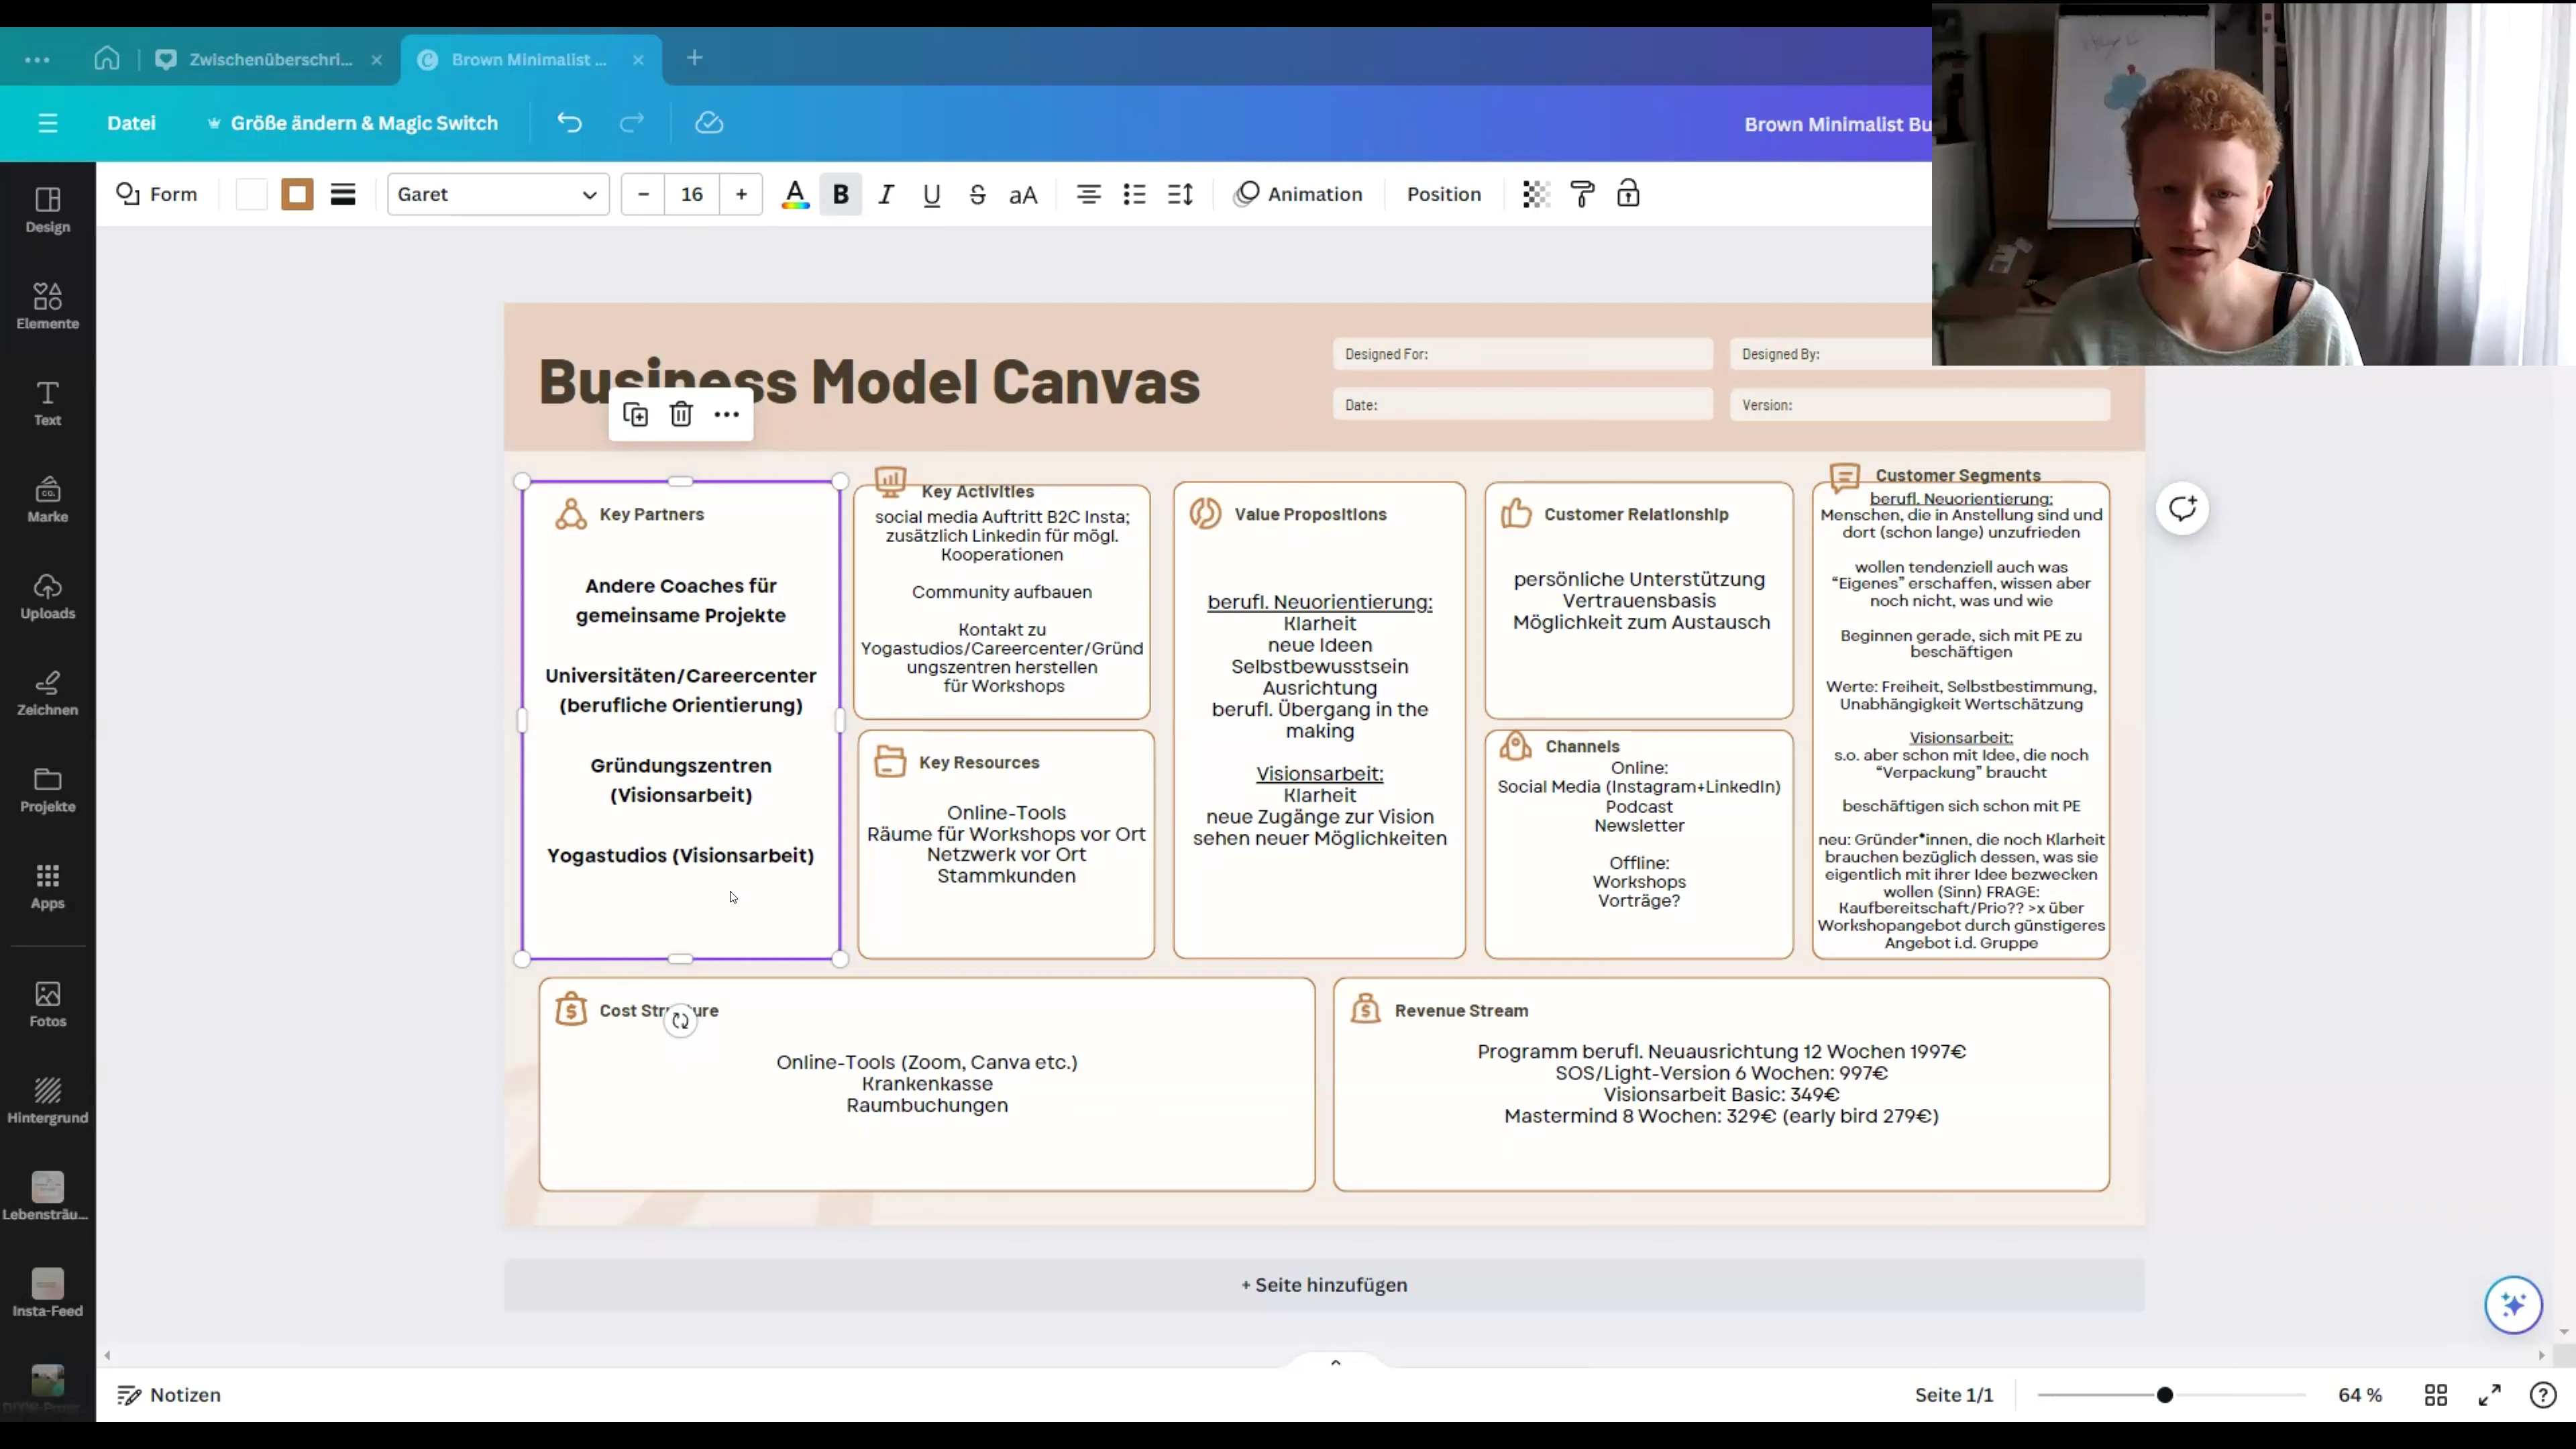 Zwischenüberschri...
Brown Minimalist ...
Datei
Größe ändern & Magic Switch
Brown Minimalist Bu
Form
Garet
16
B
I
U
S
aA
Animation
Position
Design
Elemente
Text
Marke
Uploads
Zeichnen
Projekte
Apps
Fotos
Hintergrund
Lebensträu...
Insta-Feed
Business Model Canvas
Designed For:
Designed By:
Date:
Version:
Key Partners
Andere Coaches für
gemeinsame Projekte
Universitäten/Careercenter
(berufliche Orientierung)
Gründungszentren
(Visionsarbeit)
Yogastudios (Visionsarbeit)
Key Activities
social media Auftritt B2C Insta;
zusätzlich Linkedin für mögl.
Kooperationen
Community aufbauen
Kontakt zu
Yogastudios/Careercenter/Gründ
ungszentren herstellen
für Workshops
Key Resources
Online-Tools
Räume für Workshops vor Ort
Netzwerk vor Ort
Stammkunden
Value Propositions
berufl. Neuorientierung:
Klarheit
neue Ideen
Selbstbewusstsein
Ausrichtung
berufl. Übergang in the
making
Visionsarbeit:
Klarheit
neue Zugänge zur Vision
sehen neuer Möglichkeiten
Customer Relationship
persönliche Unterstützung
Vertrauensbasis
Möglichkeit zum Austausch
Channels
Online:
Social Media (Instagram+LinkedIn)
Podcast
Newsletter
Offline:
Workshops
Vorträge?
Customer Segments
berufl. Neuorientierung:
Menschen, die in Anstellung sind und
dort (schon lange) unzufrieden
wollen tendenziell auch was
“Eigenes” erschaffen, wissen aber
noch nicht, was und wie
Beginnen gerade, sich mit PE zu
beschäftigen
Werte: Freiheit, Selbstbestimmung,
Unabhängigkeit Wertschätzung
Visionsarbeit:
s.o. aber schon mit Idee, die noch
“Verpackung” braucht
beschäftigen sich schon mit PE
neu: Gründer*innen, die noch Klarheit
brauchen bezüglich dessen, was sie
eigentlich mit ihrer Idee bezwecken
wollen (Sinn) FRAGE:
Kaufbereitschaft/Prio?? >x über
Workshopangebot durch günstigeres
Angebot i.d. Gruppe
Cost Structure
Online-Tools (Zoom, Canva etc.)
Krankenkasse
Raumbuchungen
Revenue Stream
Programm berufl. Neuausrichtung 12 Wochen 1997€
SOS/Light-Version 6 Wochen: 997€
Visionsarbeit Basic: 349€
Mastermind 8 Wochen: 329€ (early bird 279€)
+ Seite hinzufügen
Notizen
Seite 1/1
64 %